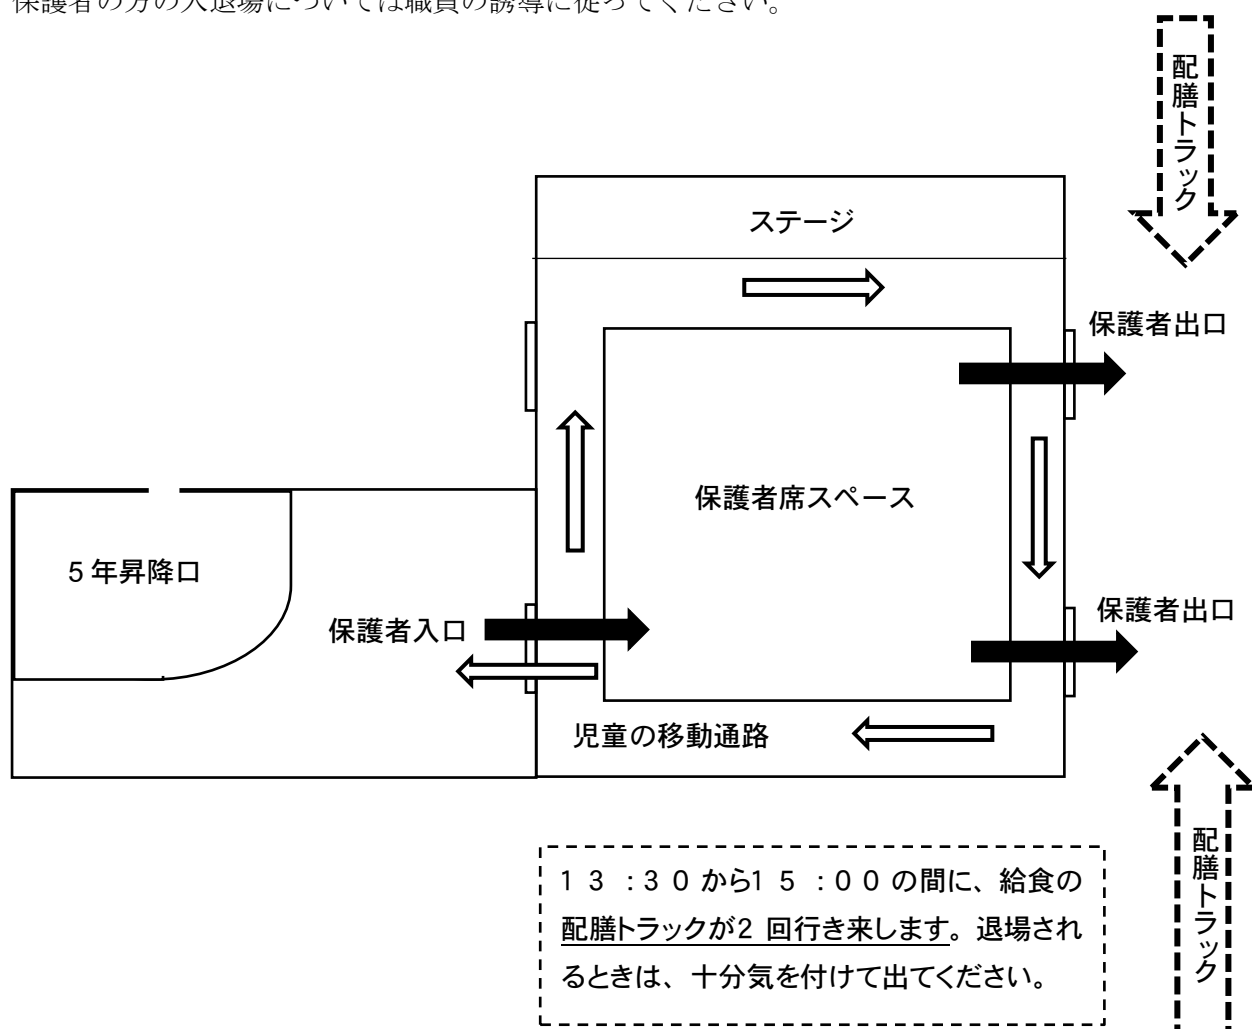 保護者の方の入退場については職員の誘導に従ってください。
配膳トラック
ステージ
保護者出口
保護者席スペース
5年昇降口
保護者入口
保護者出口
児童の移動通路
13:30から15:00の間に、給食の
配膳トラックが2回行き来します。退場され
るときは、十分気を付けて出てください。
配膳トラック